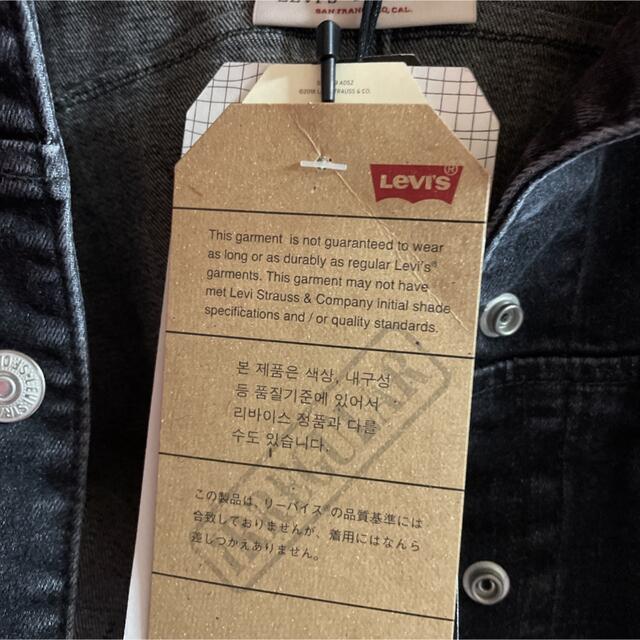 SAN FRANCISCO, CAL.
LEVI'S®
This garment is not guaranteed to wear
as long or as durably as regular Levi's®
garments. This garment may not have
met Levi Strauss & Company initial shade
specifications and / or quality standards.
본 제품은 색상, 내구성
등 품질기준에 있어서
리바이스 정품과 다를
수도 있습니다.
この製品は、リーバイス®の品質基準には
合致しておりませんが、着用にはなんら
差しつかえありません。
IRREGULAR